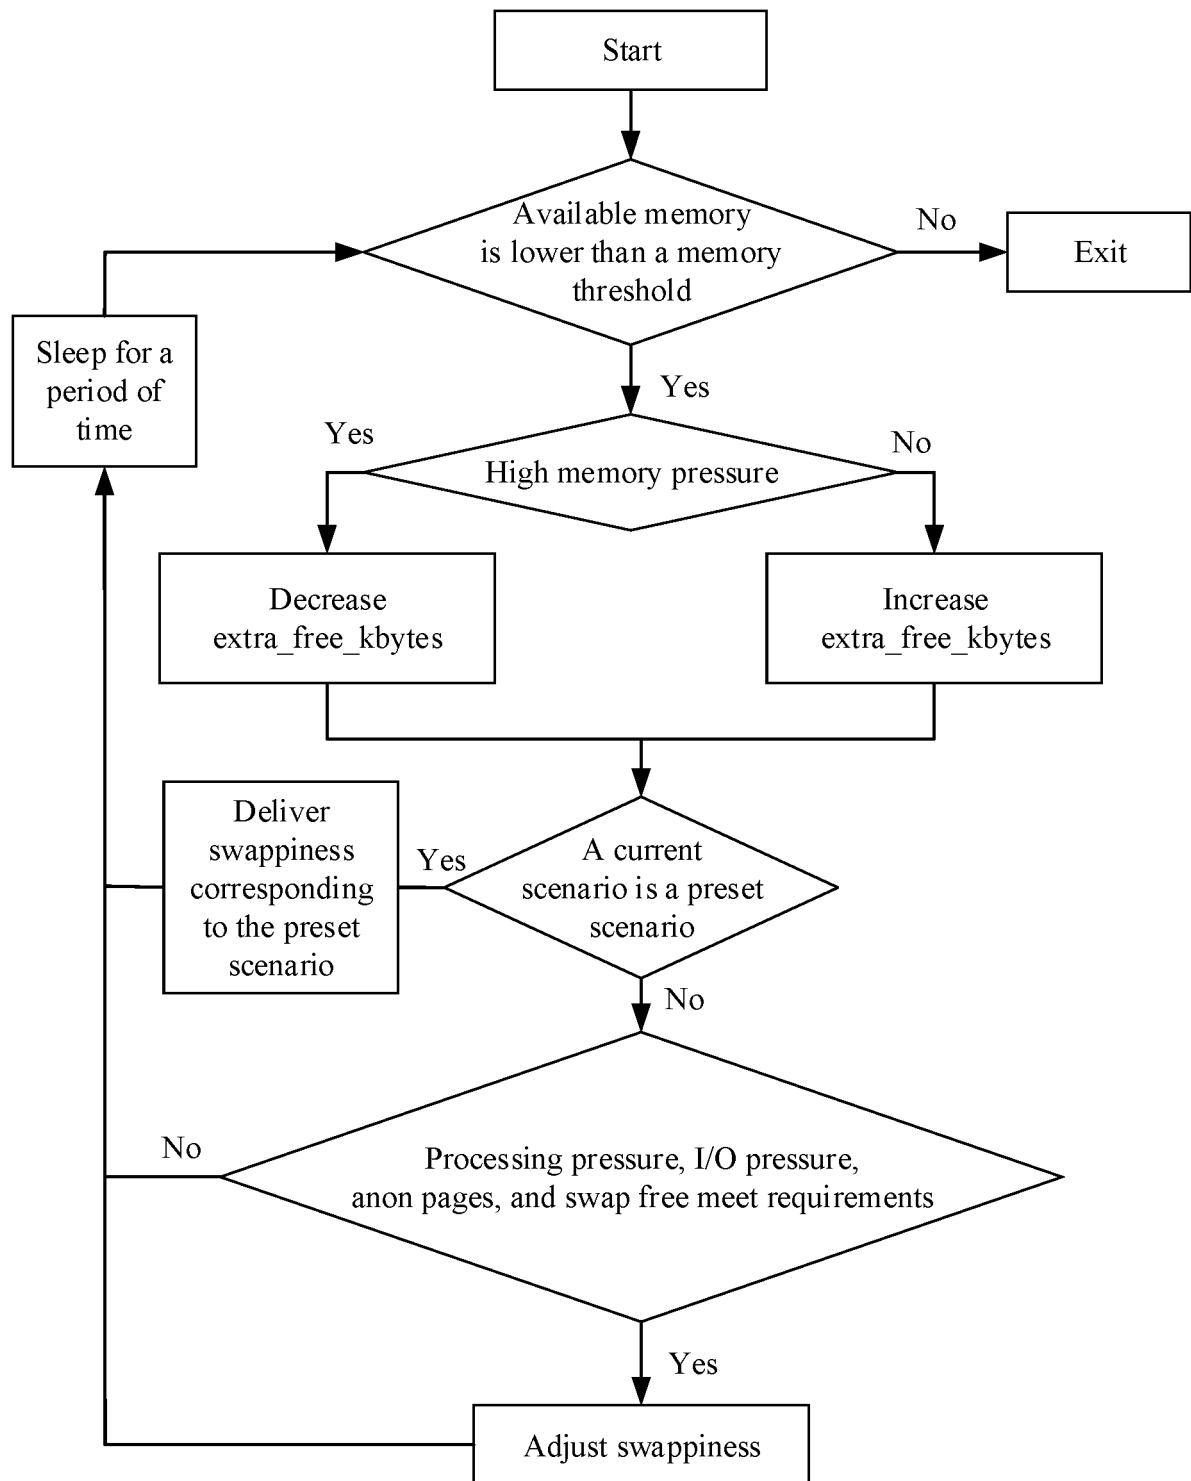 Start
Available memory
is lower than a memory
threshold
No
Exit
Sleep for a
period of
time
Yes
Yes
High memory pressure
No
Decrease
extra_free_kbytes
Increase
extra_free_kbytes
Deliver
swappiness
corresponding
to the preset
scenario
Yes
A current
scenario is a preset
scenario
No
No
Processing pressure, I/O pressure,
anon pages, and swap free meet requirements
Yes
Adjust swappiness